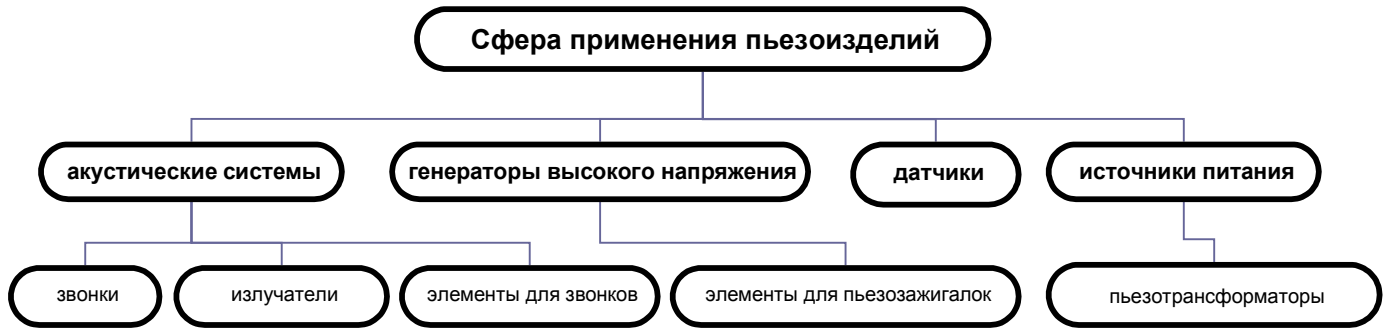 Сфера применения пьезоизделий
акустические системы
генераторы высокого напряжения
датчики
источники питания
звонки
излучатели
элементы для звонков
элементы для пьезозажигалок
пьезотрансформаторы